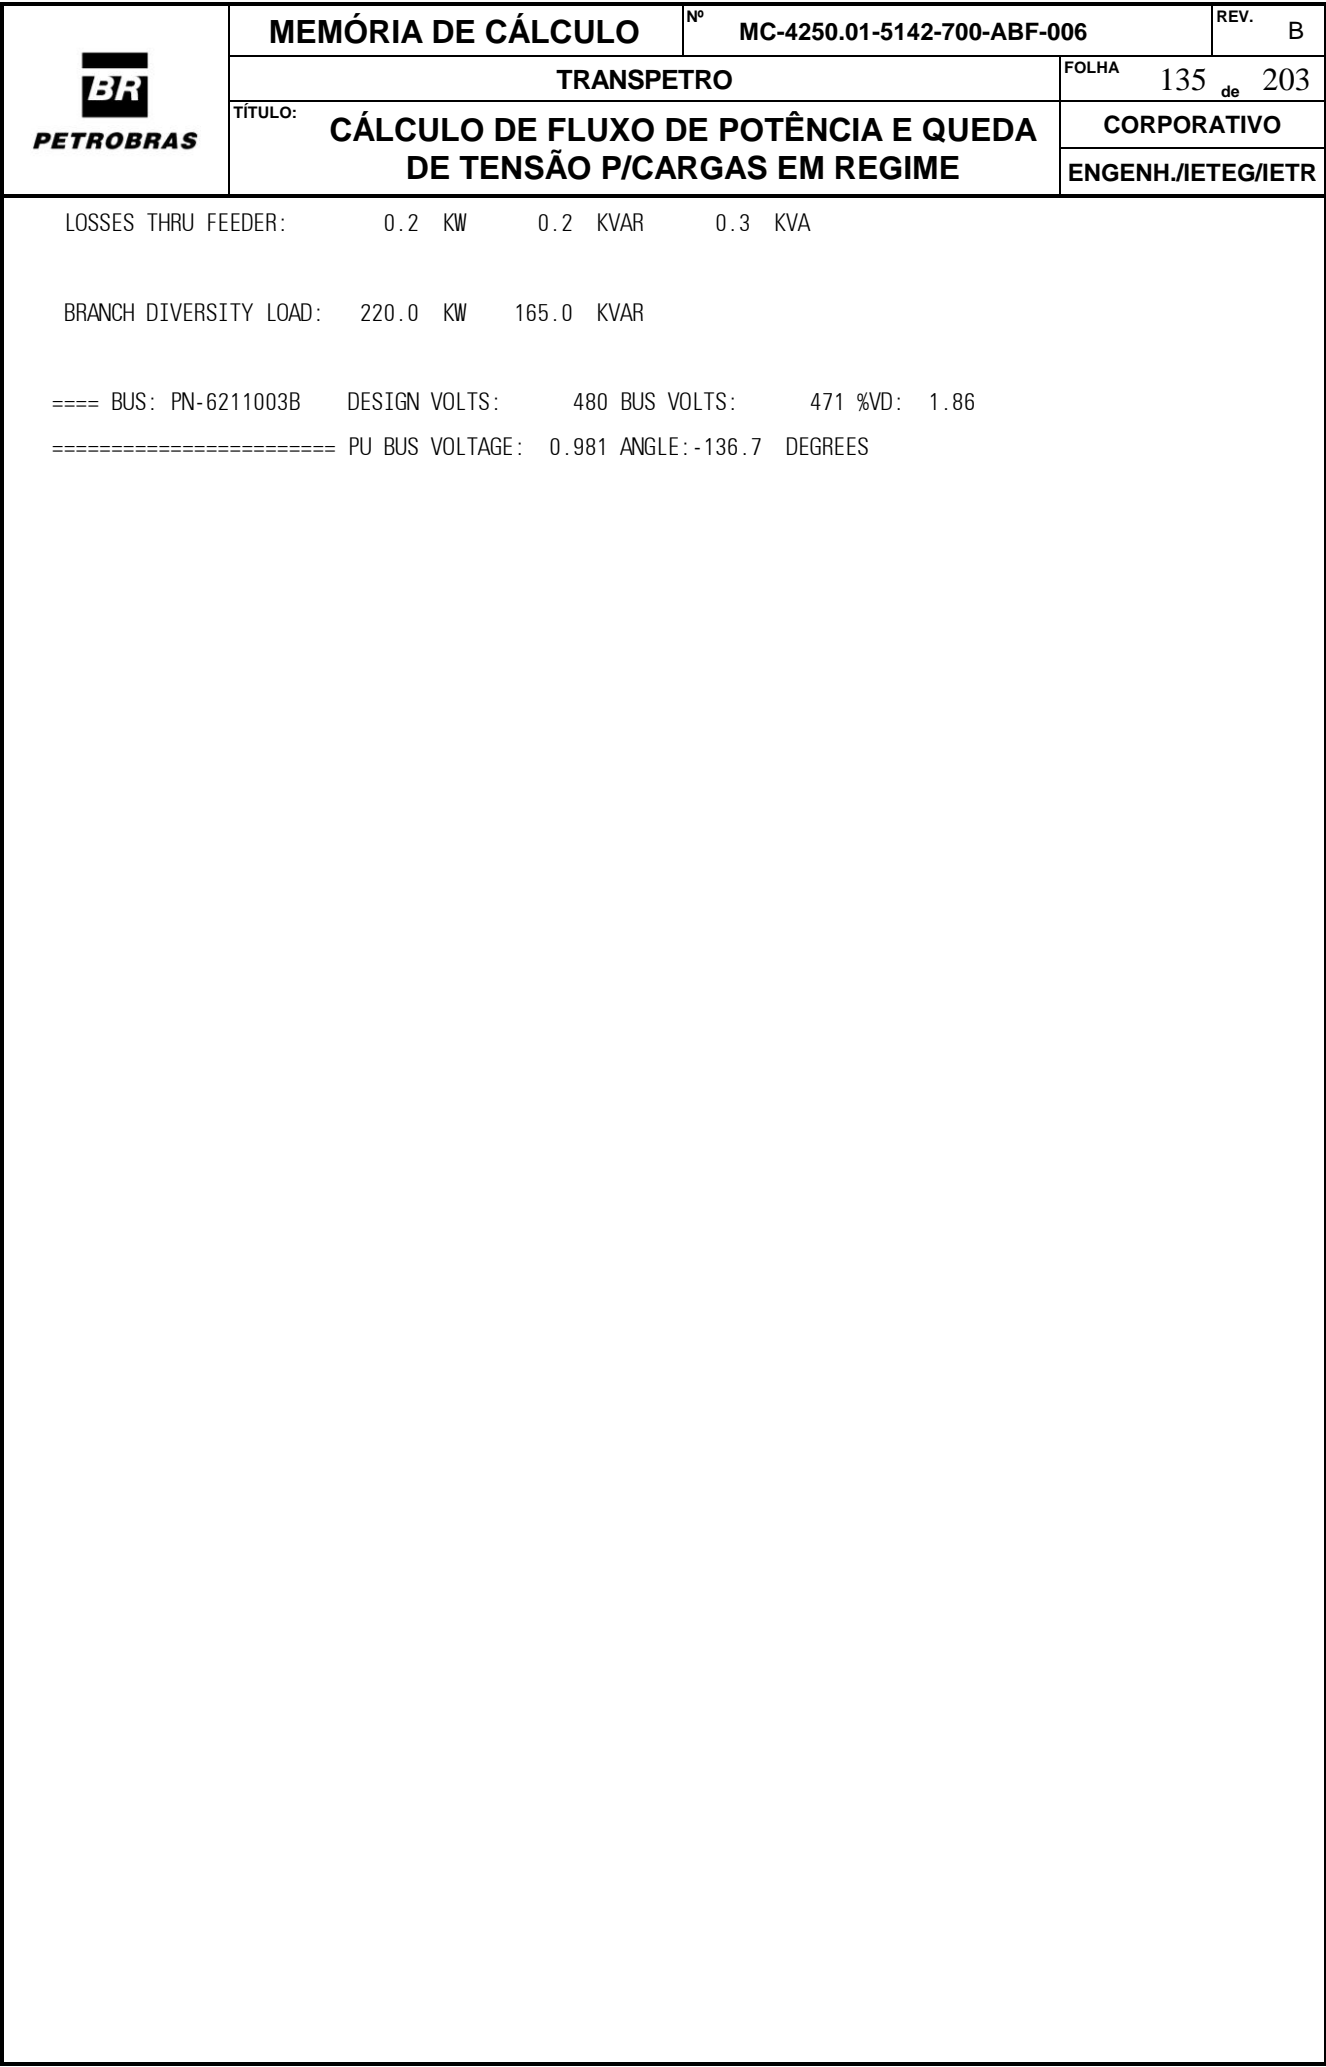 BR
PETROBRAS
MEMÓRIA DE CÁLCULO
Nº MC-4250.01-5142-700-ABF-006
REV. B
TRANSPETRO
FOLHA 135 de 203
TÍTULO:
CÁLCULO DE FLUXO DE POTÊNCIA E QUEDA
DE TENSÃO P/CARGAS EM REGIME
CORPORATIVO
ENGENH./IETEG/IETR
LOSSES THRU FEEDER: 0.2 KW 0.2 KVAR 0.3 KVA
BRANCH DIVERSITY LOAD: 220.0 KW 165.0 KVAR
==== BUS: PN-6211003B DESIGN VOLTS: 480 BUS VOLTS: 471 %VD: 1.86
======================== PU BUS VOLTAGE: 0.981 ANGLE:-136.7 DEGREES